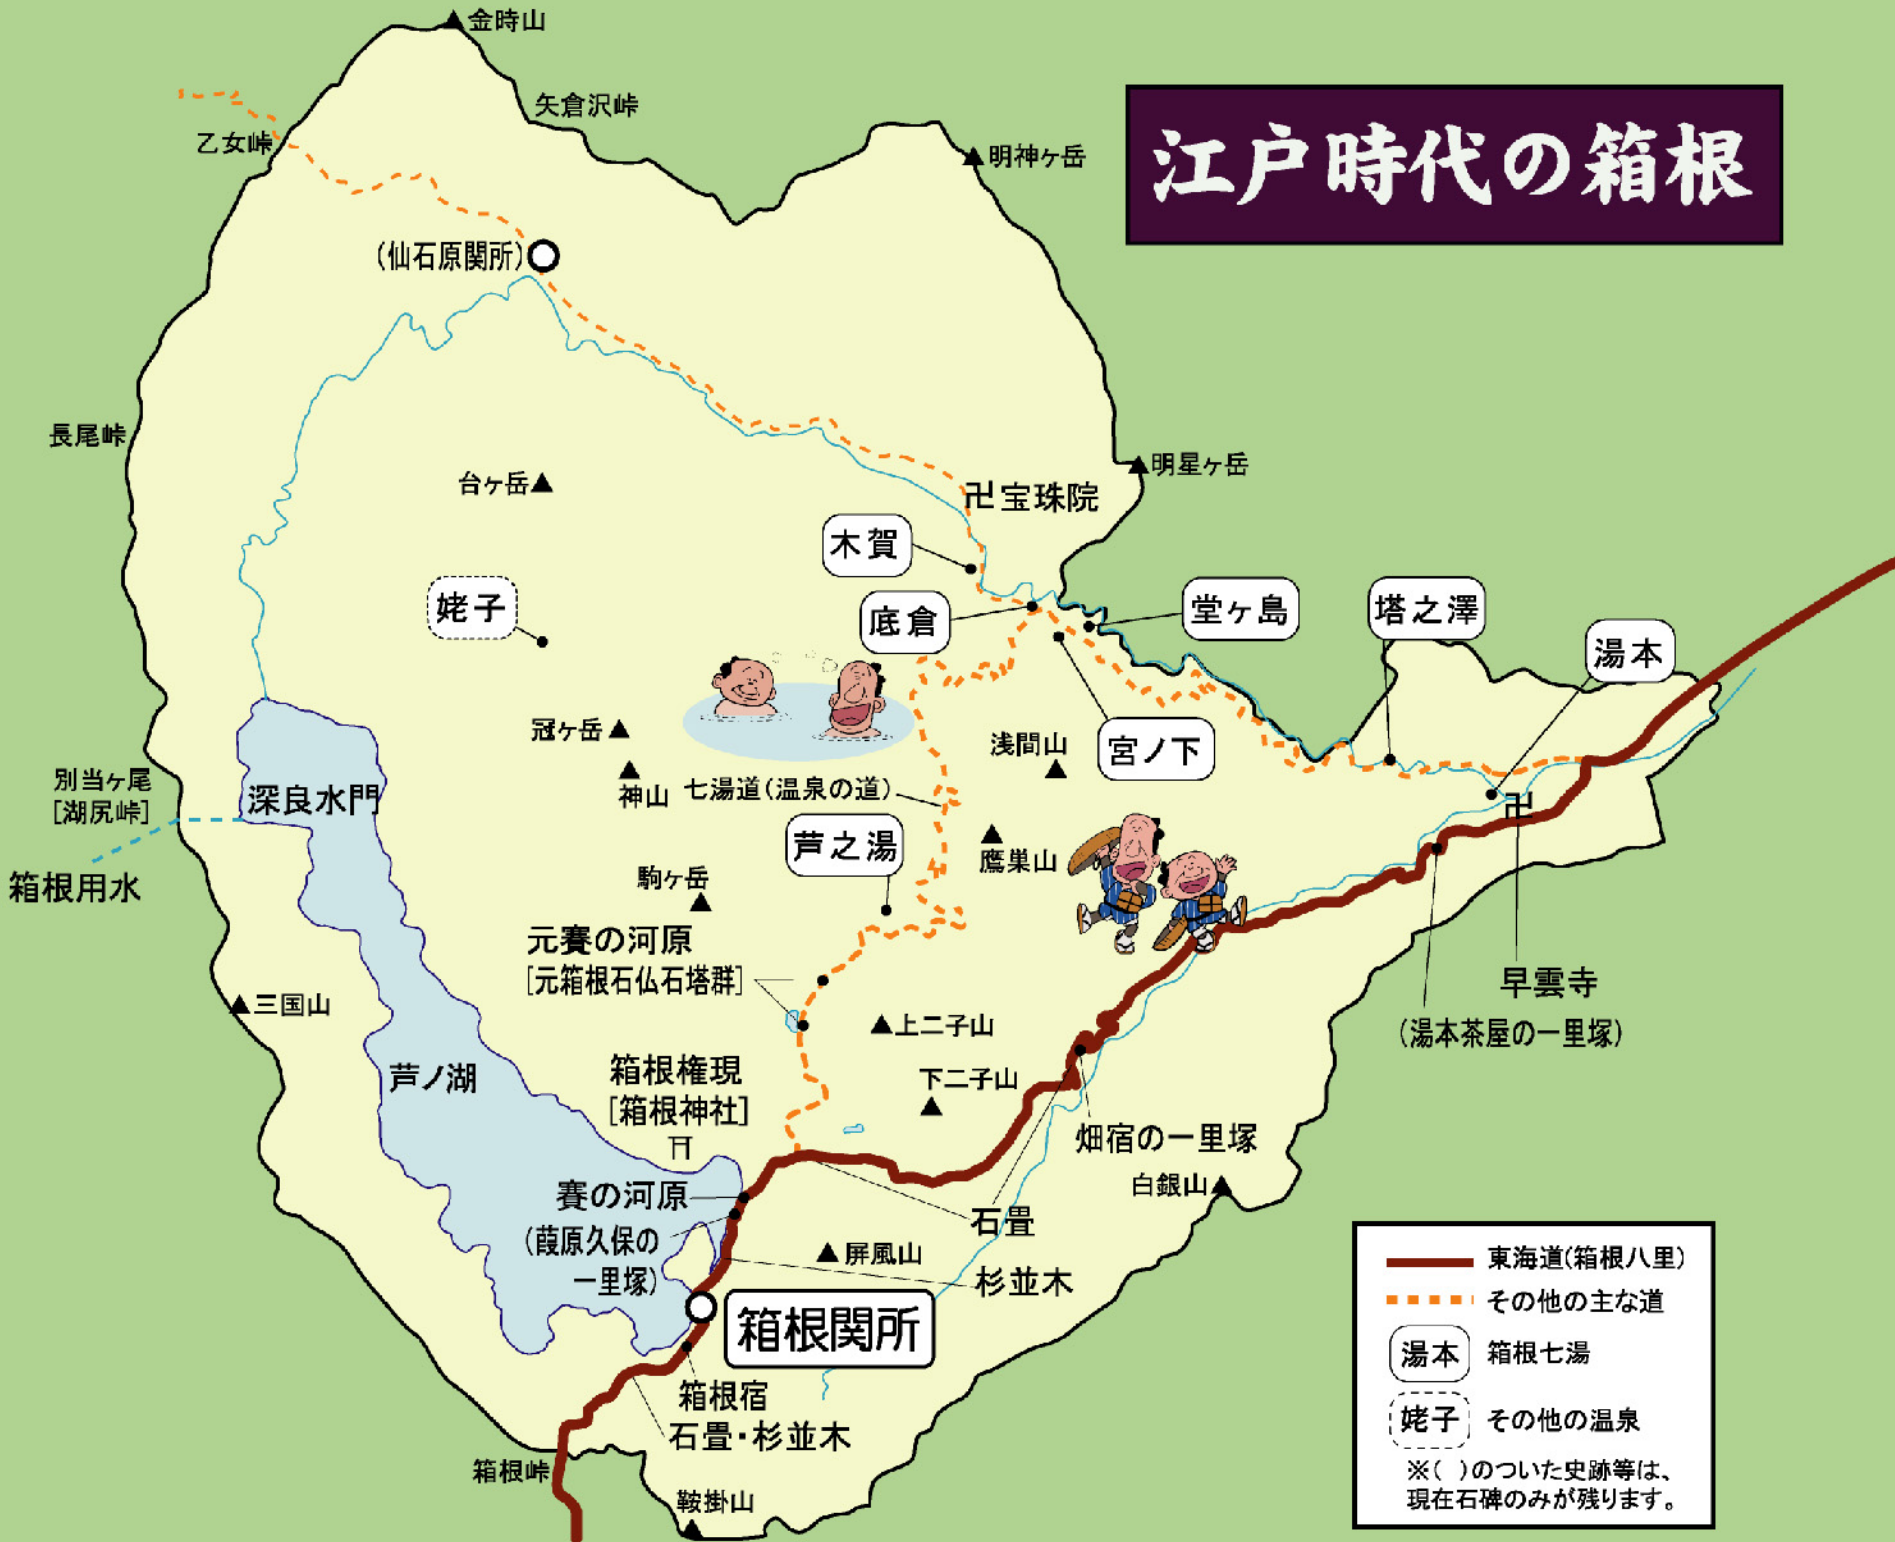 江戸時代の箱根
金時山
矢倉沢峠
乙女峠
明神ヶ岳
(仙石原関所)
長尾峠
明星ヶ岳
台ヶ岳
卍宝珠院
木賀
姥子
底倉
堂ヶ島
塔之澤
湯本
冠ヶ岳
浅間山
宮ノ下
別当ヶ尾
[湖尻峠]
深良水門
神山
七湯道(温泉の道)
芦之湯
卍
鷹巣山
箱根用水
駒ヶ岳
元賽の河原
[元箱根石仏石塔群]
早雲寺
三国山
上二子山
(湯本茶屋の一里塚)
芦ノ湖
箱根権現
[箱根神社]
下二子山
畑宿の一里塚
白銀山
賽の河原
石畳
(葭原久保の
一里塚)
屏風山
杉並木
箱根関所
箱根宿
石畳・杉並木
箱根峠
鞍掛山
東海道(箱根八里)
その他の主な道
湯本 箱根七湯
姥子 その他の温泉
※( )のついた史跡等は、
現在石碑のみが残ります。